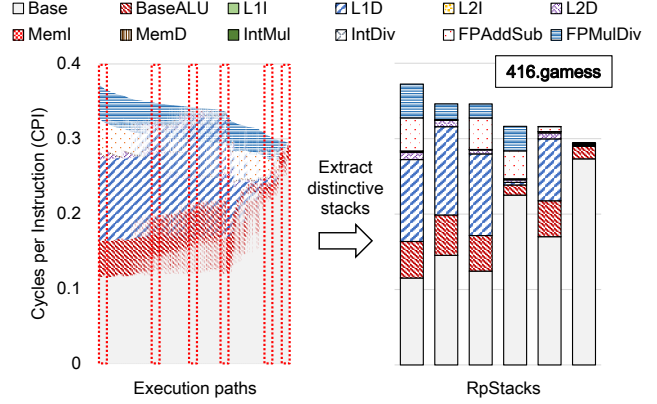 Base BaseALU L1I L1D L2I L2D
MemI MemD IntMul IntDiv FPAddSub FPMulDiv
416.gamess
Cycles per Instruction (CPI)
0.4
0.3
0.2
0.1
0
Extract
distinctive
stacks
Execution paths
RpStacks